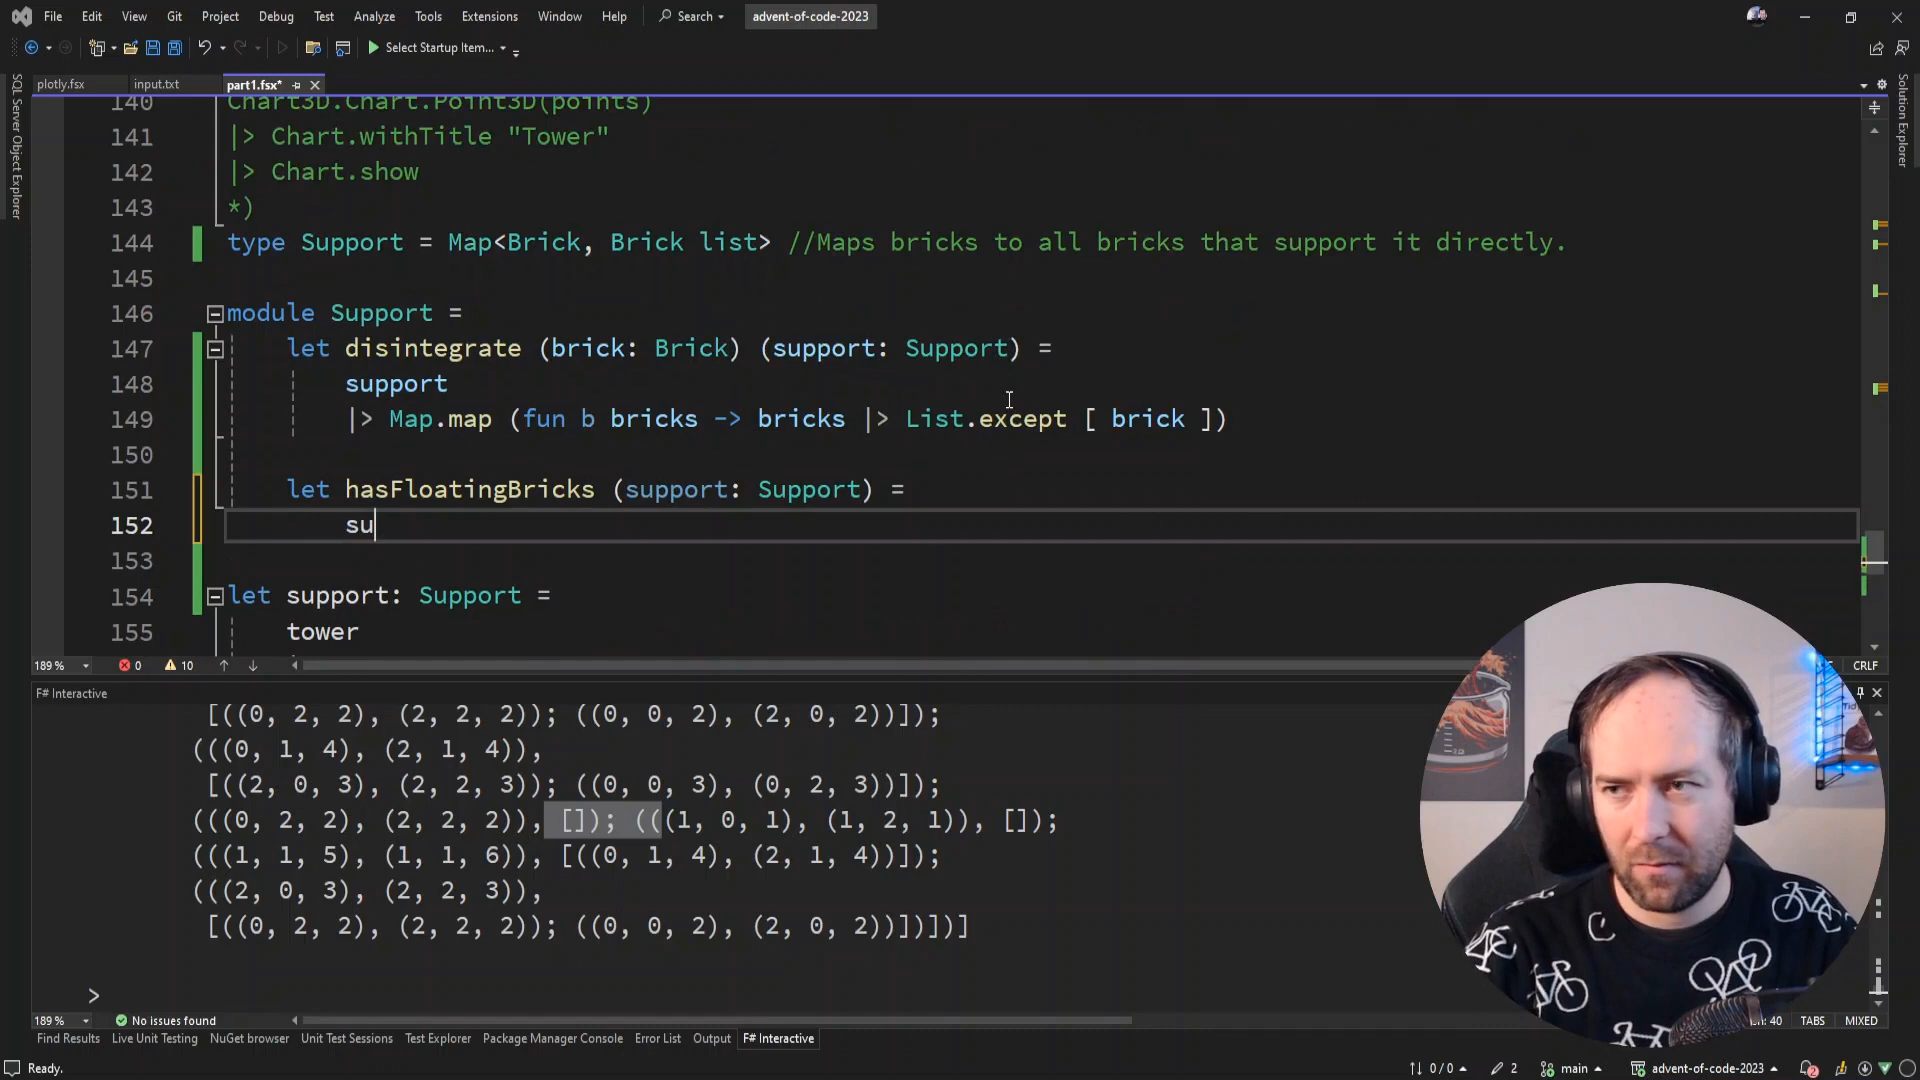 File Edit View Git Project Debug Test Analyze Tools Extensions Window Help Search advent-of-code-2023
Select Startup Item...
plotly.fsx input.txt part1.fsx*
SQL Server Object Explorer
Solution Explorer
140 Chart3D.Chart.Point3D(points)
141 |> Chart.withTitle "Tower"
142 |> Chart.show
143 *)
144 type Support = Map<Brick, Brick list> //Maps bricks to all bricks that support it directly.
145
146 module Support =
147 let disintegrate (brick: Brick) (support: Support) =
148 support
149 |> Map.map (fun b bricks -> bricks |> List.except [ brick ])
150
151 let hasFloatingBricks (support: Support) =
152 su
153
154 let support: Support =
155 tower
189 % 0 10 CRLF
F# Interactive
[((0, 2, 2), (2, 2, 2)); ((0, 0, 2), (2, 0, 2))]);
(((0, 1, 4), (2, 1, 4)),
[((2, 0, 3), (2, 2, 3)); ((0, 0, 3), (0, 2, 3))]);
(((0, 2, 2), (2, 2, 2)), []); (((1, 0, 1), (1, 2, 1)), []);
(((1, 1, 5), (1, 1, 6)), [((0, 1, 4), (2, 1, 4))]);
(((2, 0, 3), (2, 2, 3)),
[((0, 2, 2), (2, 2, 2)); ((0, 0, 2), (2, 0, 2))])])]
>
189 % No issues found Ln: 40 TABS MIXED
Find Results Live Unit Testing NuGet browser Unit Test Sessions Test Explorer Package Manager Console Error List Output F# Interactive
Ready. 0 / 0 2 main advent-of-code-2023 2